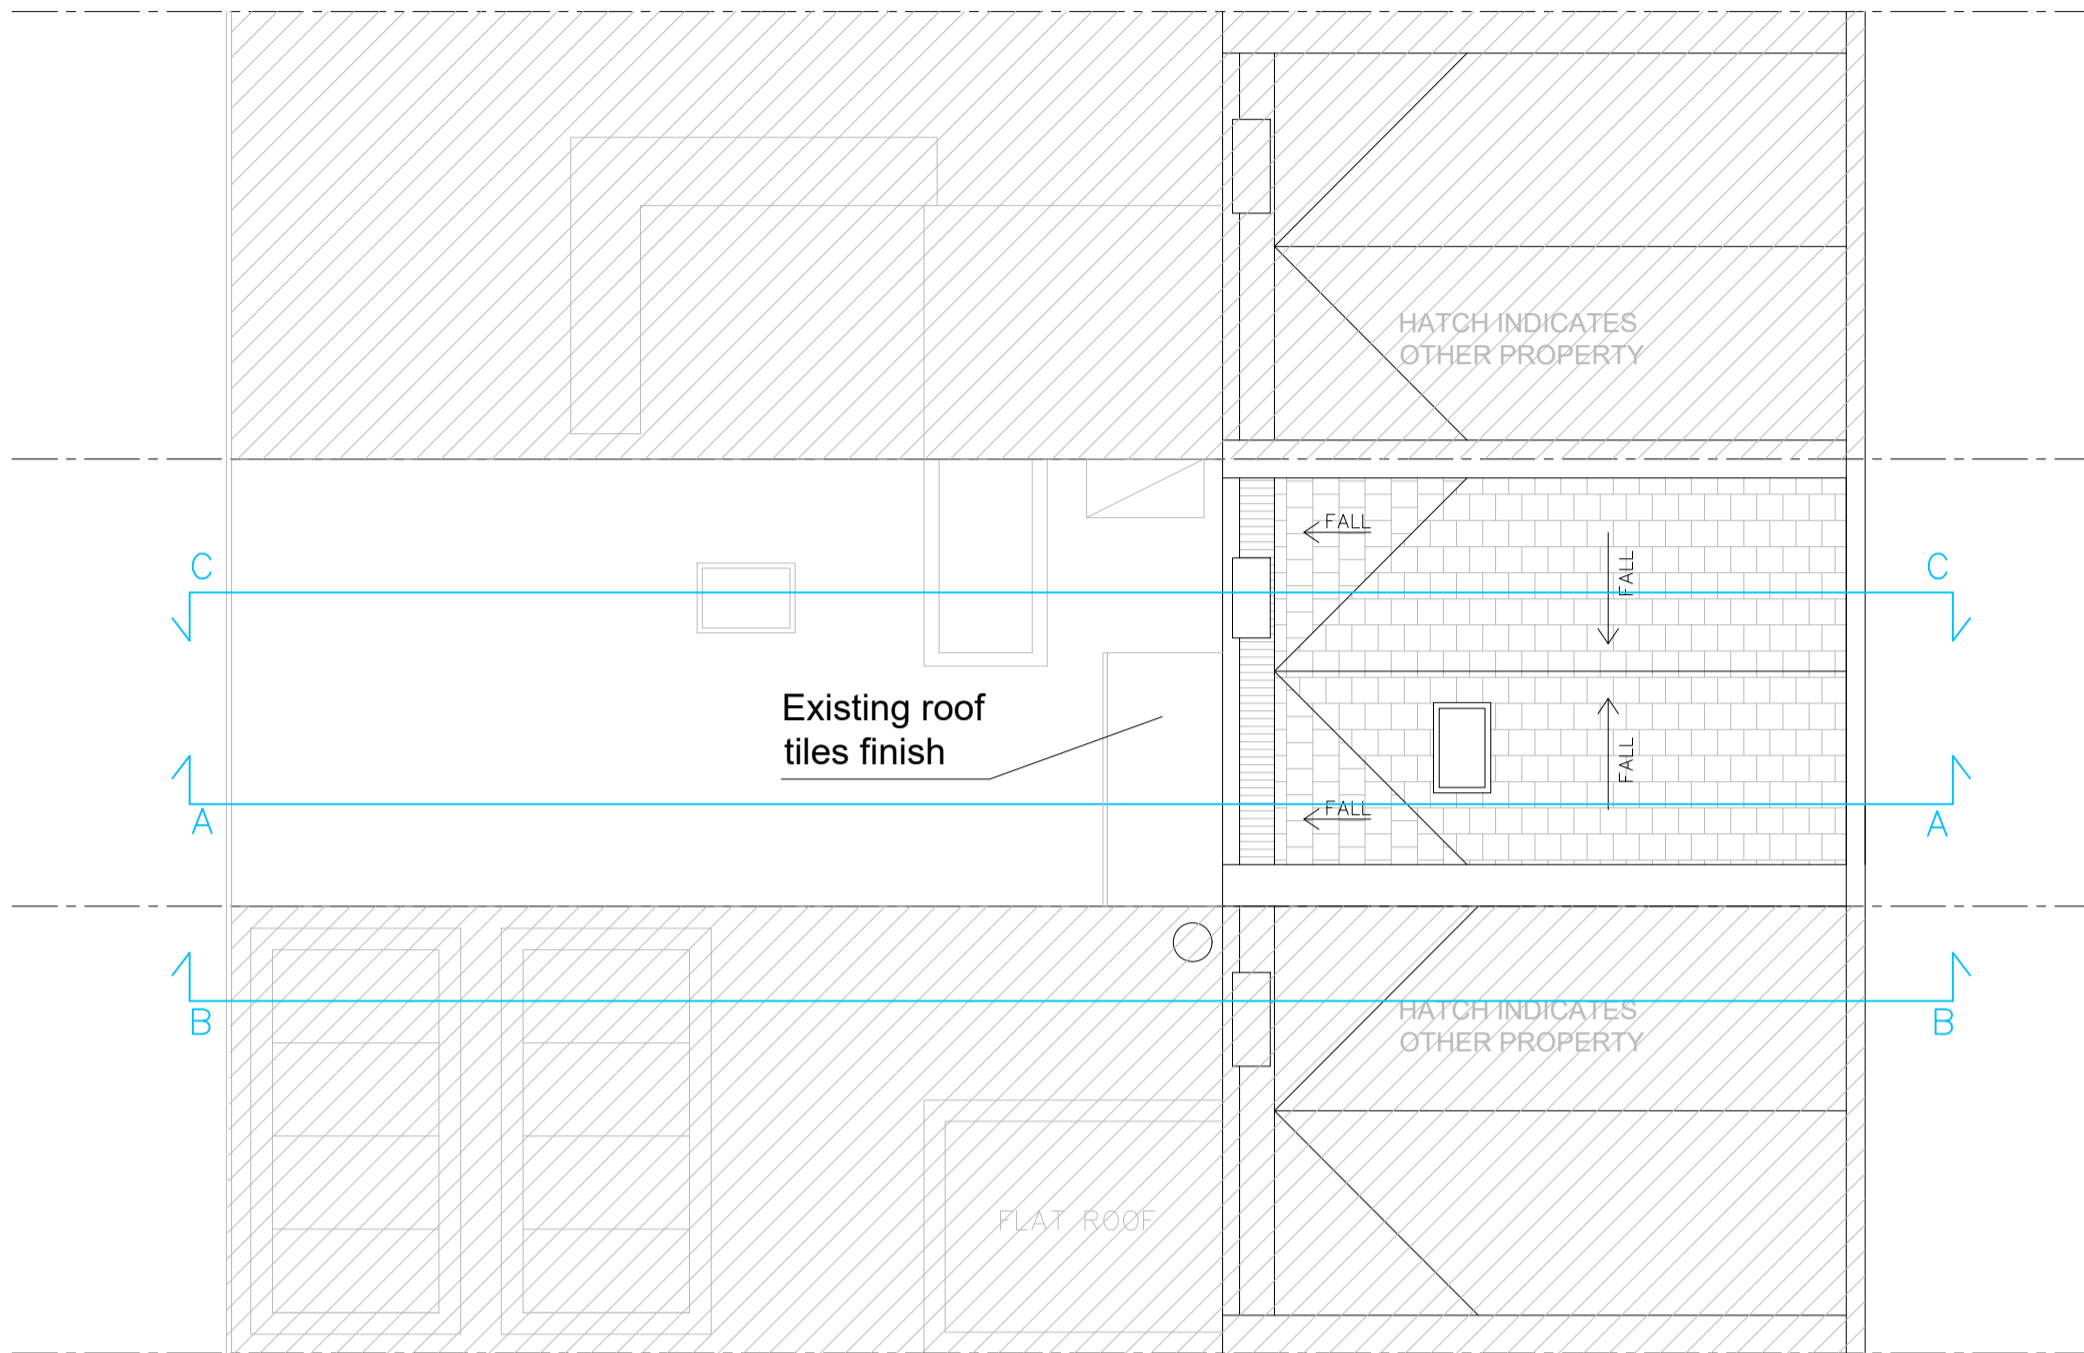 HATCH INDICATES
OTHER PROPERTY
FALL
C
C
FALL
Existing roof
tiles finish
FALL
FALL
A
A
HATCH INDICATES
OTHER PROPERTY
B
B
FLAT ROOF